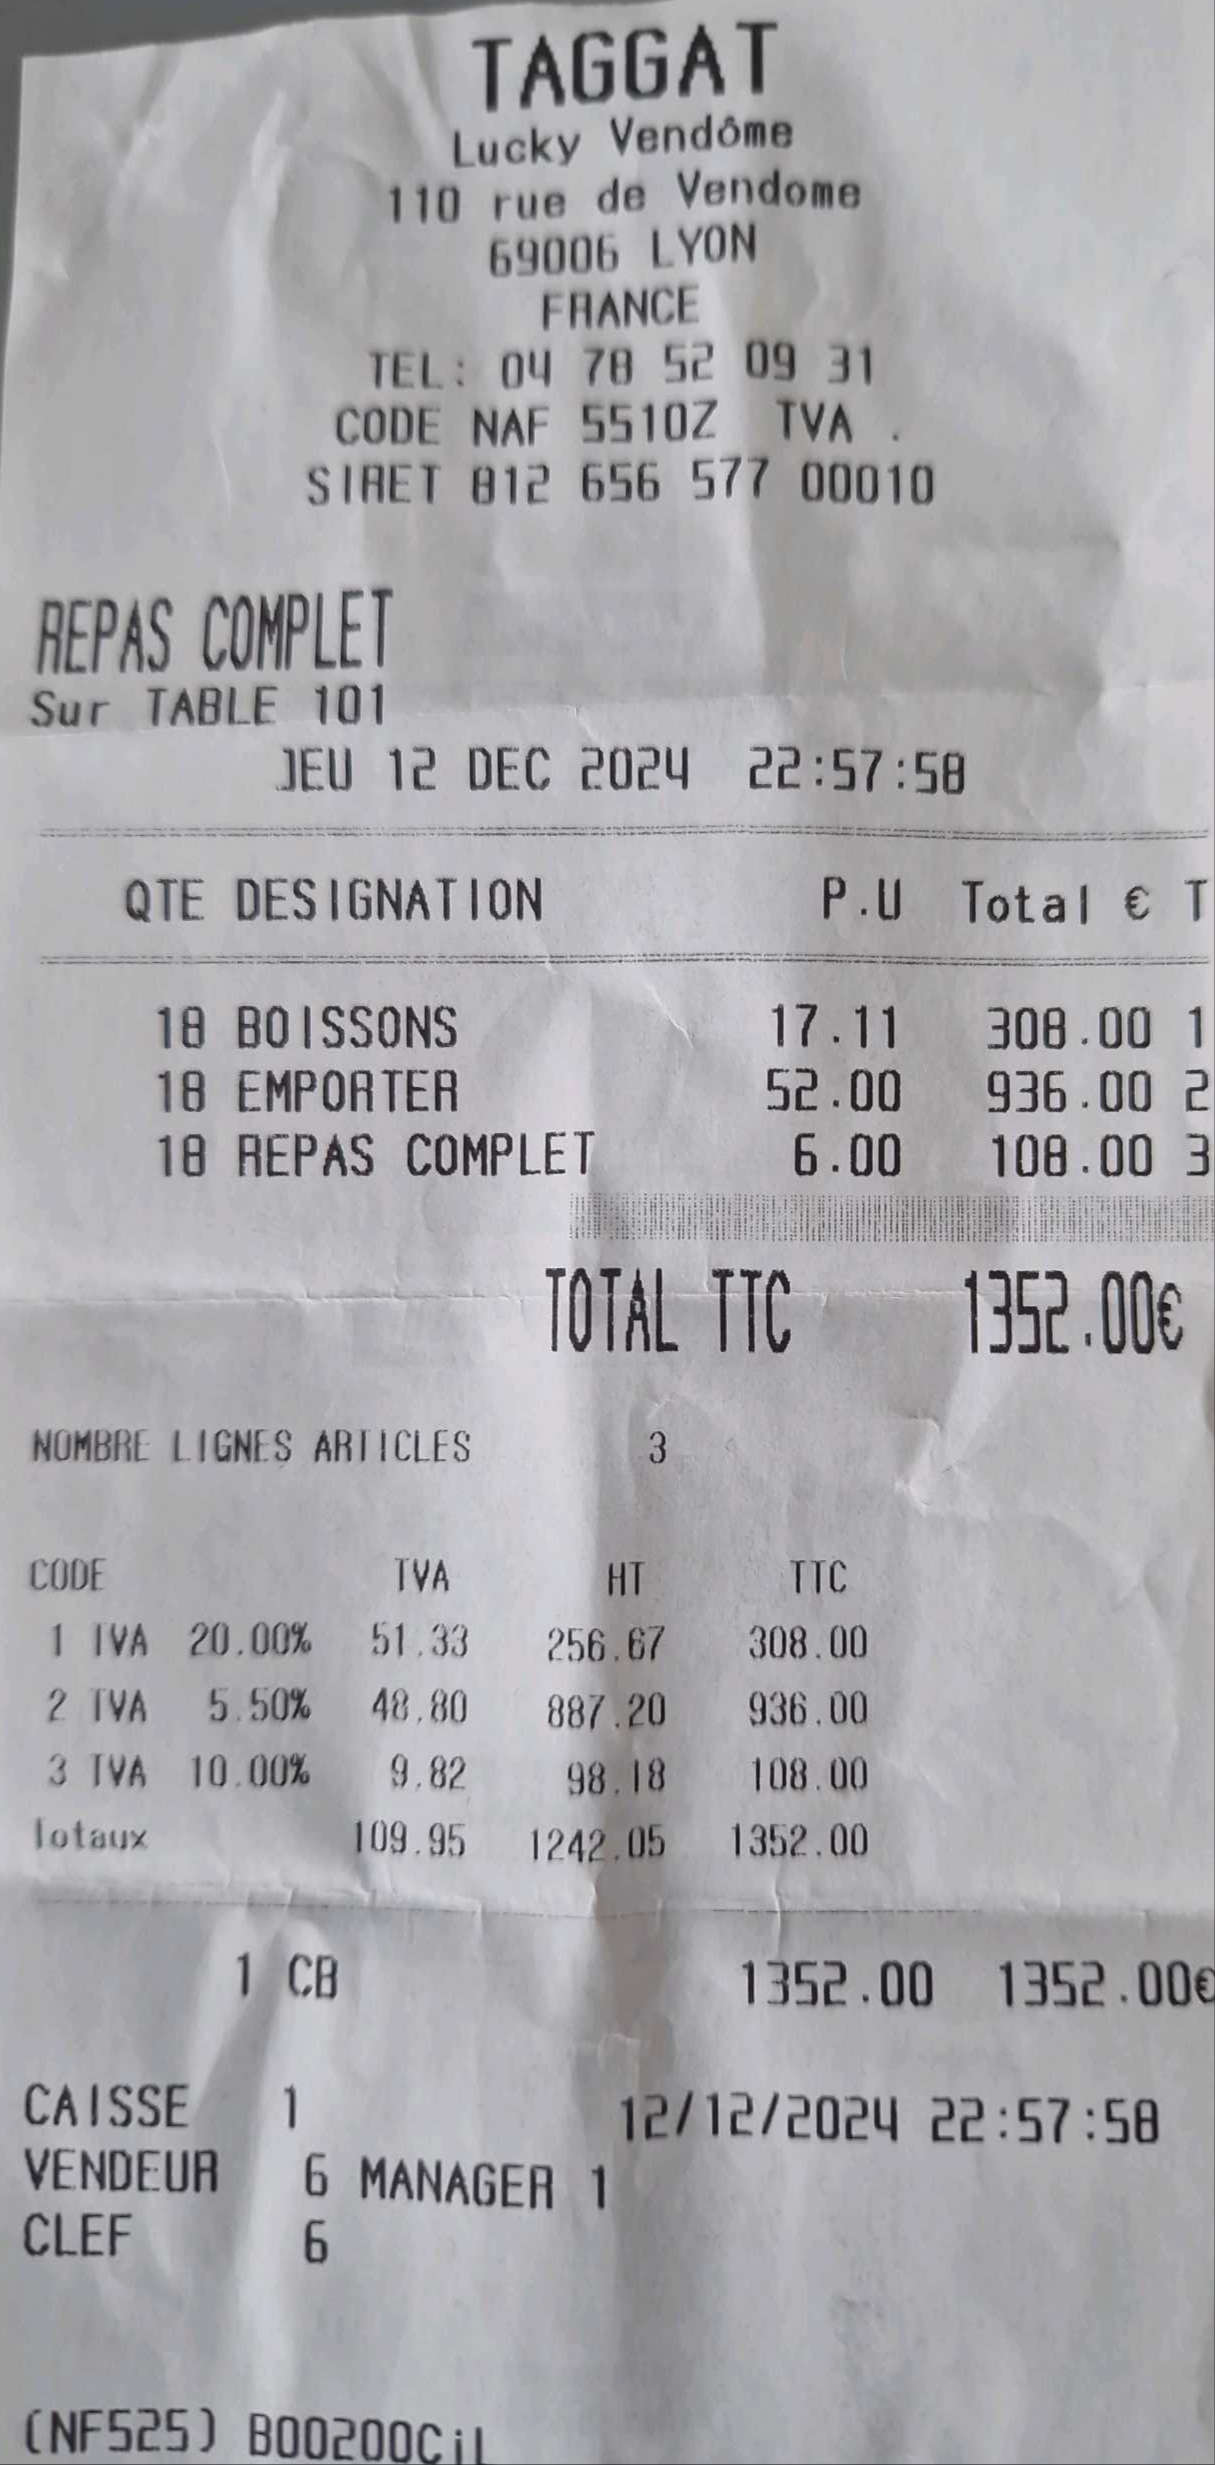 TAGGAT
Lucky Vendôme
110 rue de Vendome
69006 LYON
FRANCE
TEL: 04 78 52 09 31
CODE NAF 5510Z TVA .
SIRET 812 656 577 00010
REPAS COMPLET
Sur TABLE 101
JEU 12 DEC 2024 22:57:58
QTE DESIGNATION P.U Total € T
18 BOISSONS 17.11 308.00 1
18 EMPORTER 52.00 936.00 2
18 REPAS COMPLET 6.00 108.00 3
TOTAL TTC 1352.00€
NOMBRE LIGNES ARTICLES 3
CODE TVA HT TTC
1 TVA 20.00% 51.33 256.67 308.00
2 TVA 5.50% 48.80 887.20 936.00
3 TVA 10.00% 9.82 98.18 108.00
Totaux 109.95 1242.05 1352.00
1 CB 1352.00 1352.00€
CAISSE 1 12/12/2024 22:57:58
VENDEUR 6 MANAGER 1
CLEF 6
(NF525) B00200CiL